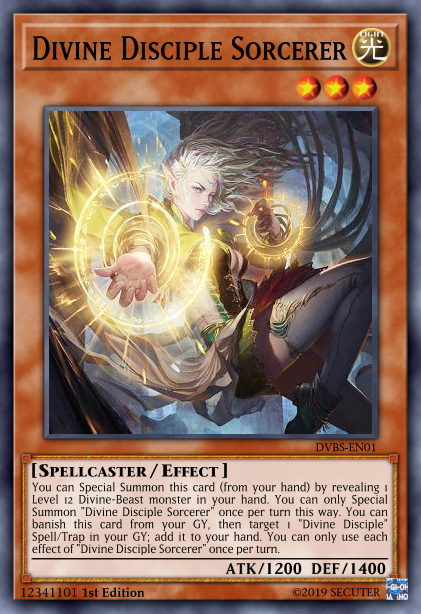 DIVINE DISCIPLE SORCERER
LIGHT
光
DVBS-EN01
[SPELLCASTER / EFFECT]
You can Special Summon this card (from your hand) by revealing 1
Level 12 Divine-Beast monster in your hand. You can only Special
Summon "Divine Disciple Sorcerer" once per turn this way. You can
banish this card from your GY, then target 1 "Divine Disciple"
Spell/Trap in your GY; add it to your hand. You can only use each
effect of "Divine Disciple Sorcerer" once per turn.
ATK/1200 DEF/1400
12341101 1st Edition
©2019 SECUTER